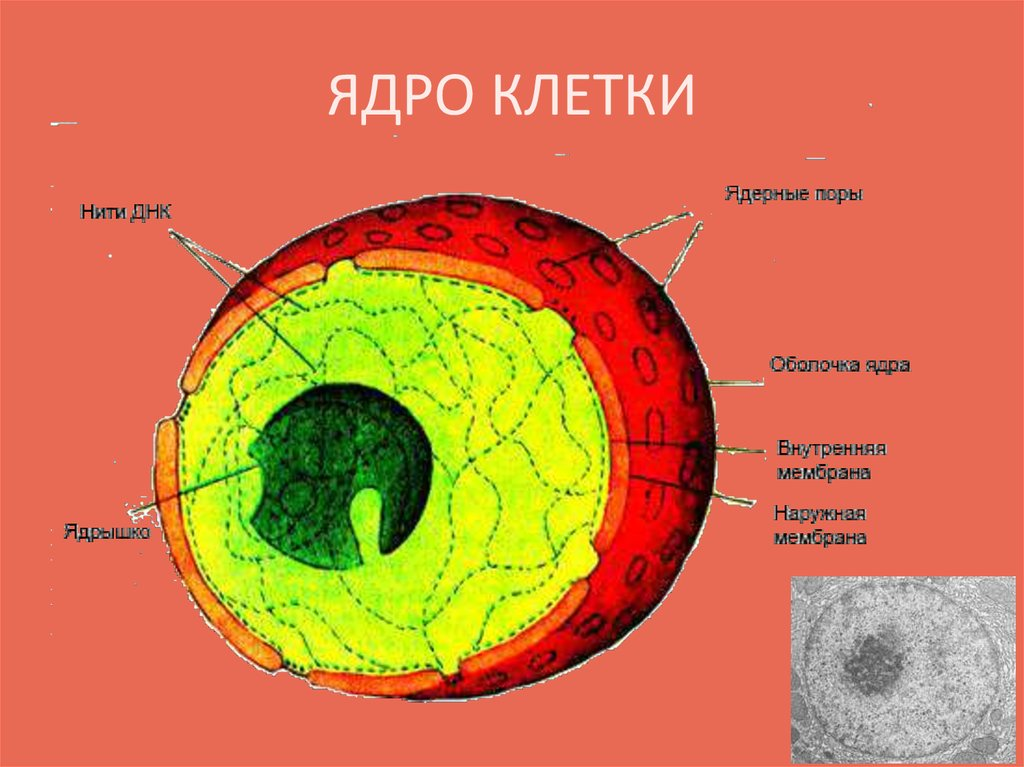 ЯДРО КЛЕТКИ
Нити ДНК
Ядерные поры
Оболочка ядра
Внутренняя
мембрана
Наружная
мембрана
Ядрышко